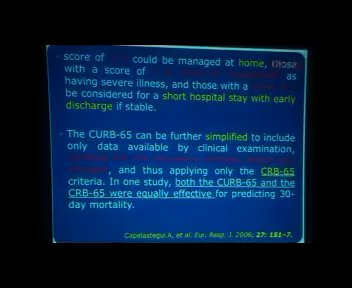 score of could be managed at home, those
with a score of as
having severe illness, and those with a
be considered for a short hospital stay with early
discharge if stable.
The CURB-65 can be further simplified to include
only data available by clinical examination,
, and thus applying only the CRB-65
criteria. In one study, both the CURB-65 and the
CRB-65 were equally effective for predicting 30-
day mortality.
Capelastegui A, et al. Eur. Resp. J. 2006; 27: 151–7.